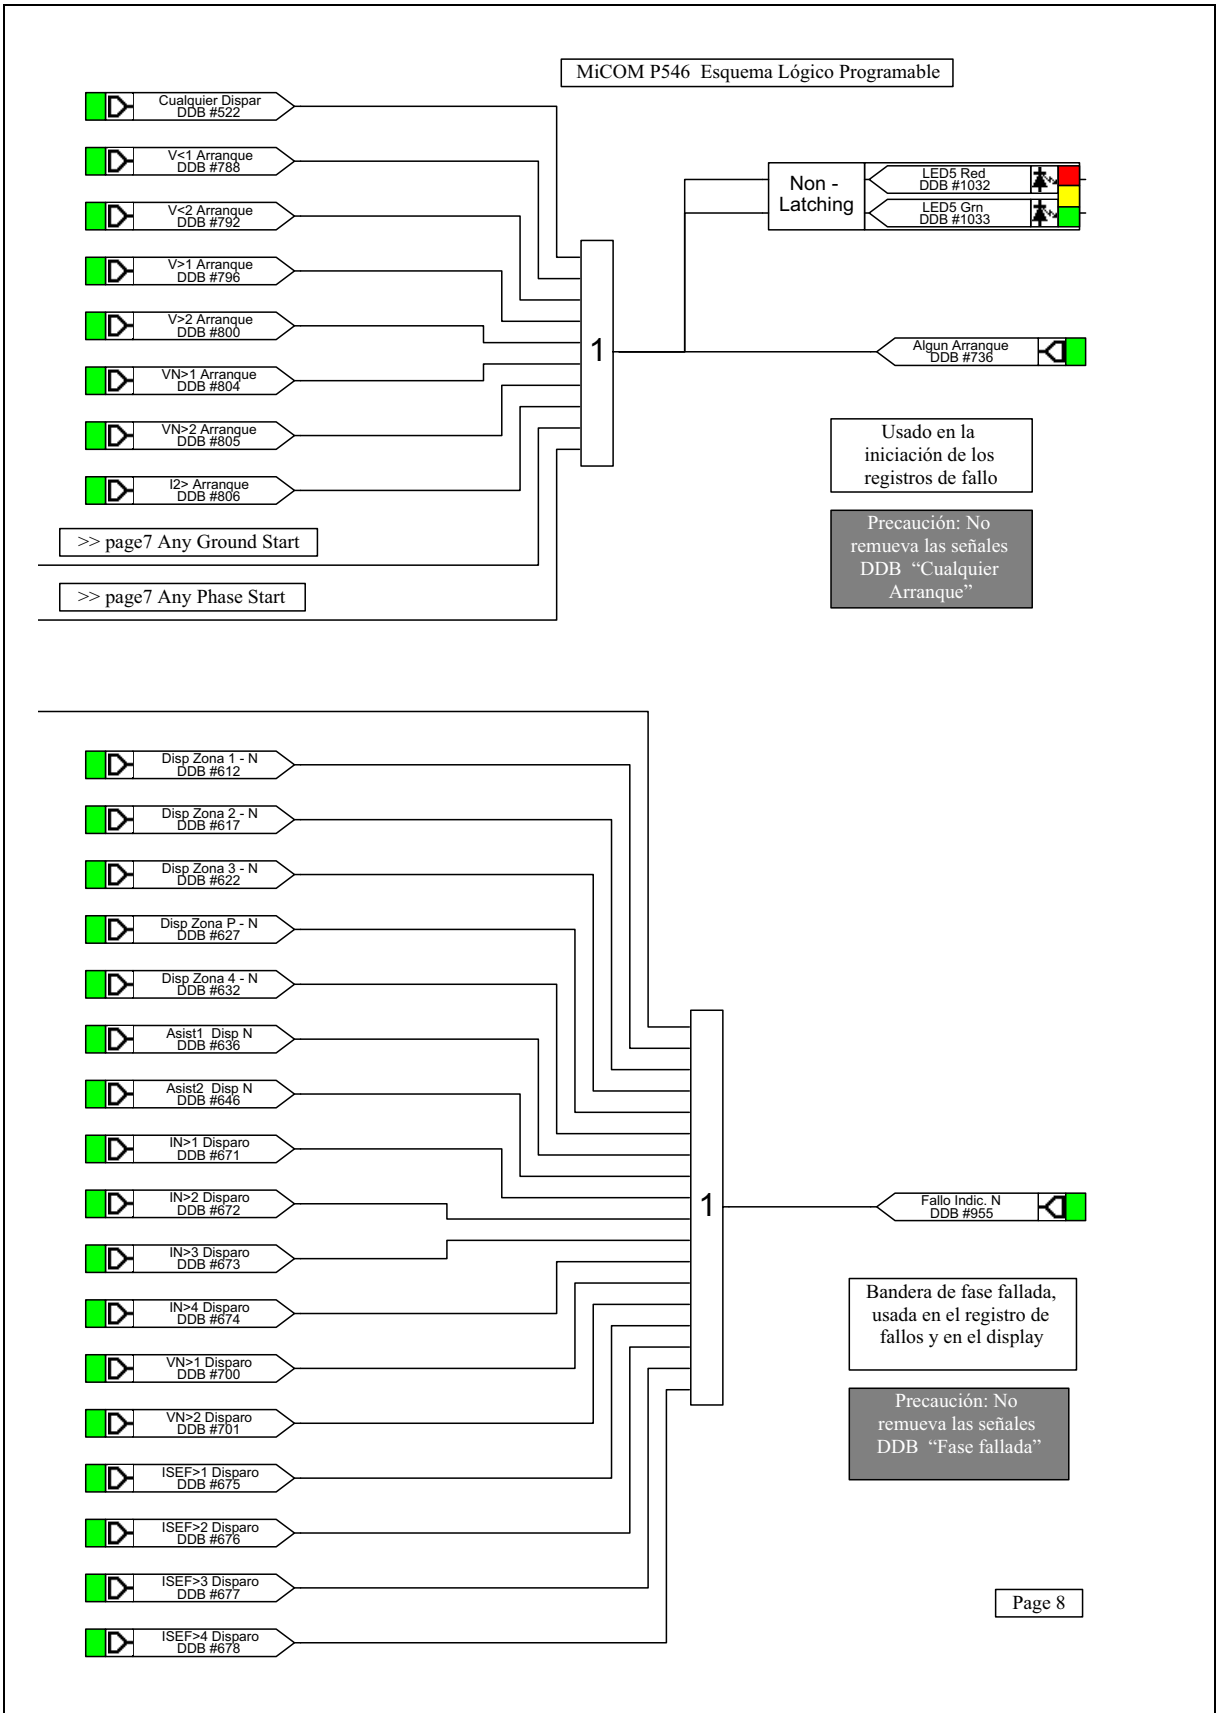 MiCOM P546  Esquema Lógico Programable
Cualquier Dispar
DDB #522
V<1 Arranque
DDB #788
V<2 Arranque
DDB #792
V>1 Arranque
DDB #796
V>2 Arranque
DDB #800
VN>1 Arranque
DDB #804
VN>2 Arranque
DDB #805
I2> Arranque
DDB #806
>> page7 Any Ground Start
>> page7 Any Phase Start
1
Non -
Latching
LED5 Red
DDB #1032
LED5 Grn
DDB #1033
Algun Arranque
DDB #736
Usado en la
iniciación de los
registros de fallo
Precaución: No
remueva las señales
DDB  “Cualquier
Arranque”
Disp Zona 1 - N
DDB #612
Disp Zona 2 - N
DDB #617
Disp Zona 3 - N
DDB #622
Disp Zona P - N
DDB #627
Disp Zona 4 - N
DDB #632
Asist1  Disp N
DDB #636
Asist2  Disp N
DDB #646
IN>1 Disparo
DDB #671
IN>2 Disparo
DDB #672
IN>3 Disparo
DDB #673
IN>4 Disparo
DDB #674
VN>1 Disparo
DDB #700
VN>2 Disparo
DDB #701
ISEF>1 Disparo
DDB #675
ISEF>2 Disparo
DDB #676
ISEF>3 Disparo
DDB #677
ISEF>4 Disparo
DDB #678
1
Fallo Indic. N
DDB #955
Bandera de fase fallada,
usada en el registro de
fallos y en el display
Precaución: No
remueva las señales
DDB  “Fase fallada”
Page 8